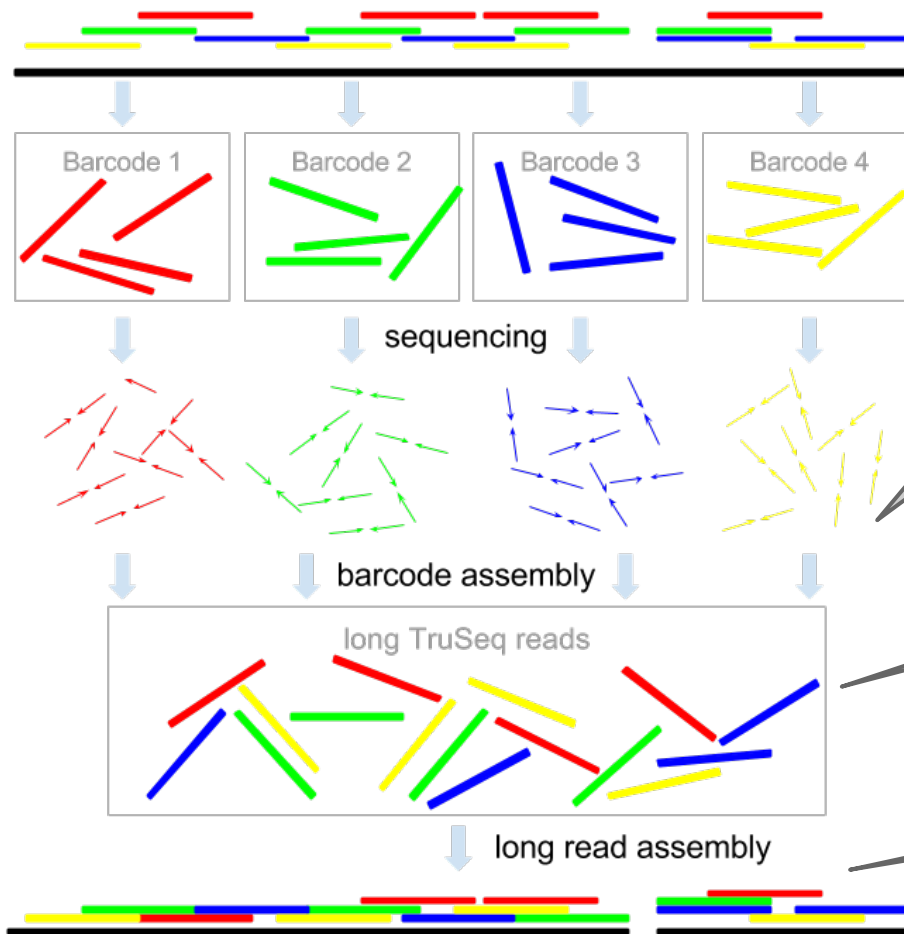 Barcode 1
Barcode 2
Barcode 3
Barcode 4
sequencing
barcode assembly
long TruSeq reads
long read assembly